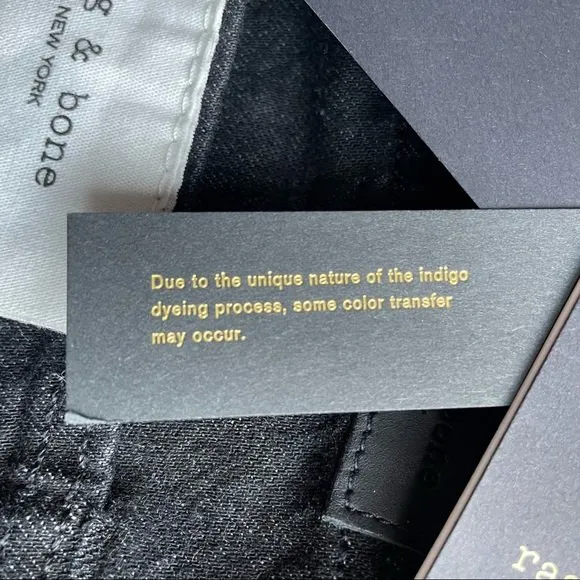 g & bone
NEW YORK
Due to the unique nature of the indigo
dyeing process, some color transfer
may occur.
bone
ra